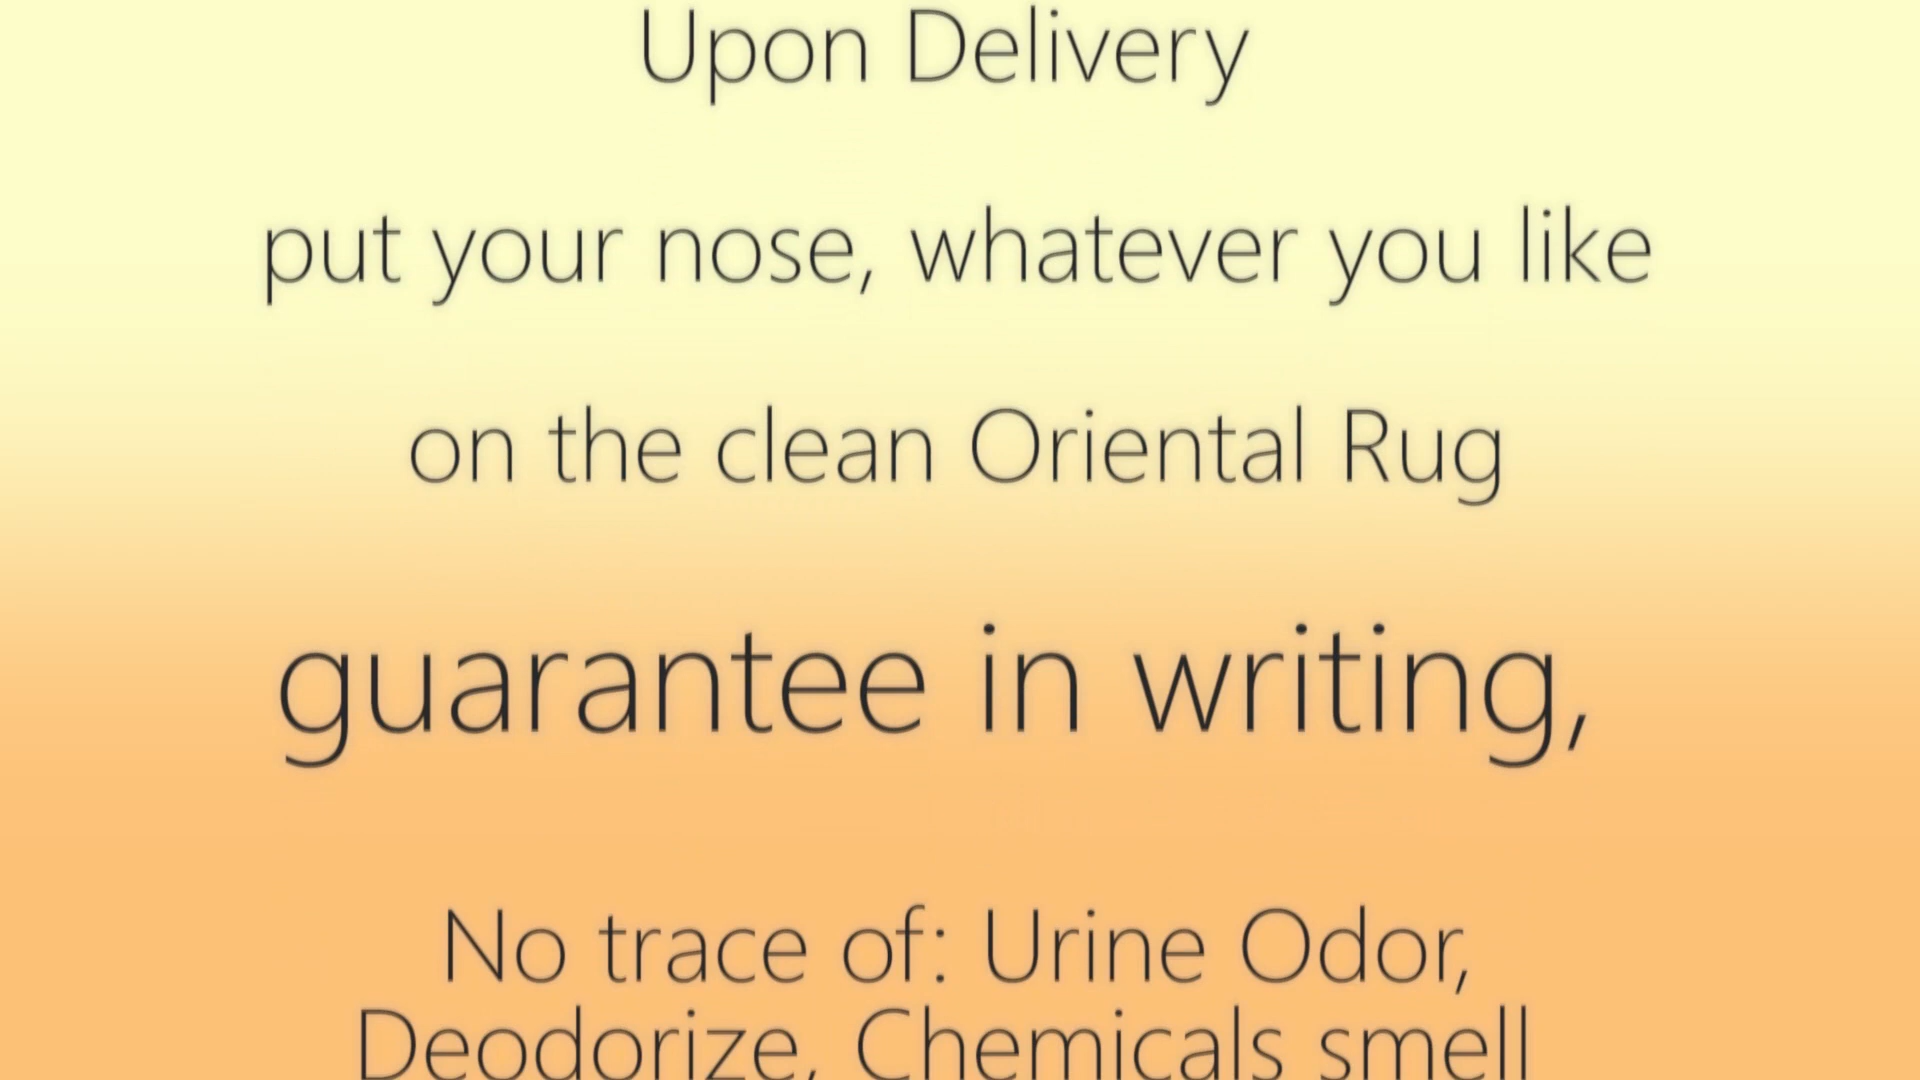 Upon Delivery
put your nose, whatever you like
on the clean Oriental Rug
guarantee in writing,
No trace of: Urine Odor,
Deodorize, Chemicals smell